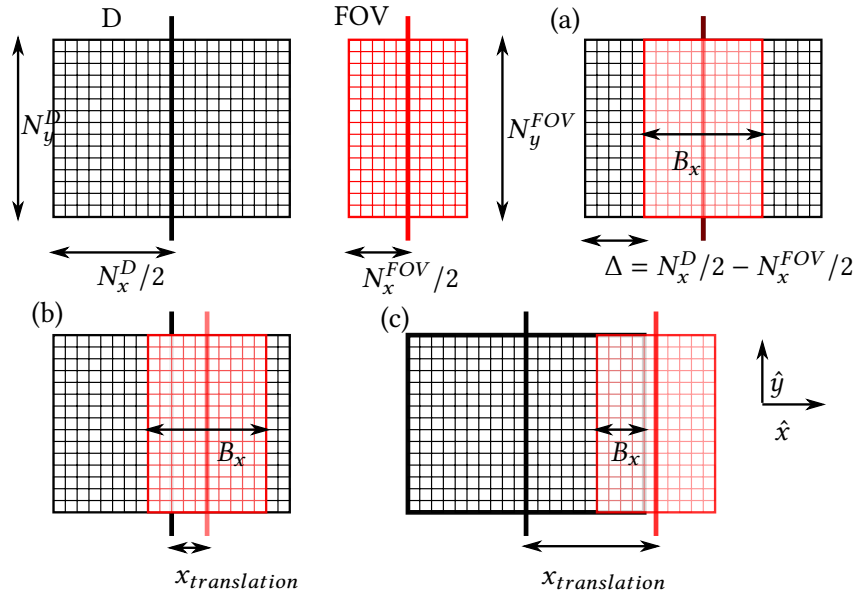 D
FOV
(a)
N_y^D
N_y^{FOV}
B_x
N_x^D/2
N_x^{FOV}/2
Δ = N_x^D/2 − N_x^{FOV}/2
(b)
(c)
B_x
B_x
ŷ
x̂
x_{translation}
x_{translation}